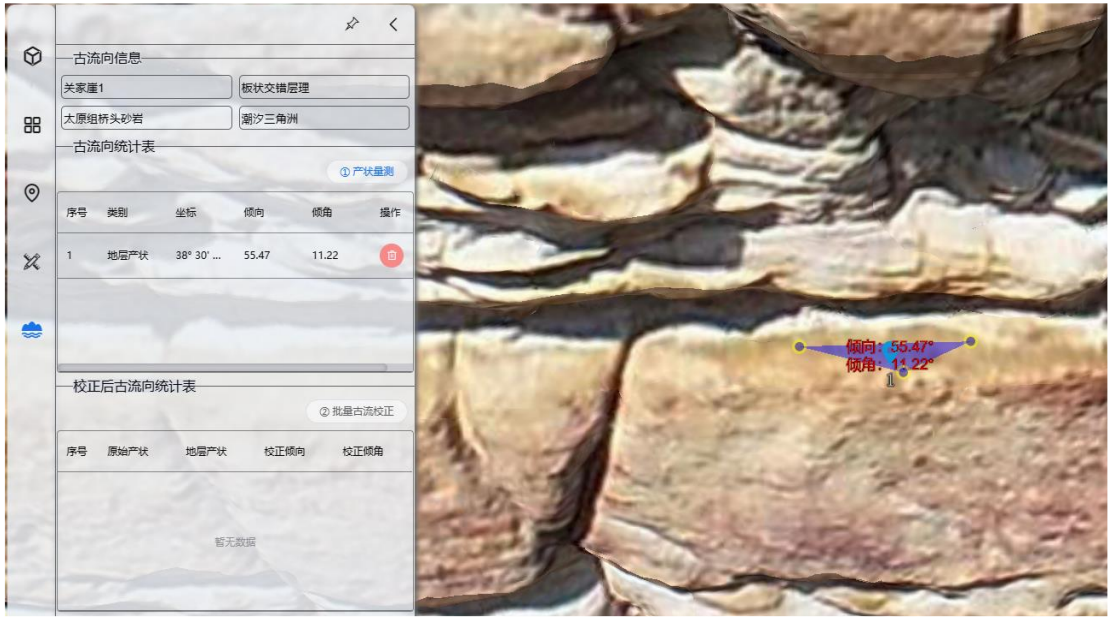 古流向信息
关家崖1 板状交错层理
太原组桥头砂岩 潮汐三角洲
古流向统计表
① 产状量测
序号 类别 坐标 倾向 倾角 操作
1 地层产状 38° 30' ... 55.47 11.22
校正后古流向统计表
② 批量古流校正
序号 原始产状 地层产状 校正倾向 校正倾角
暂无数据
倾向：55.47°
倾角：11.22°
1